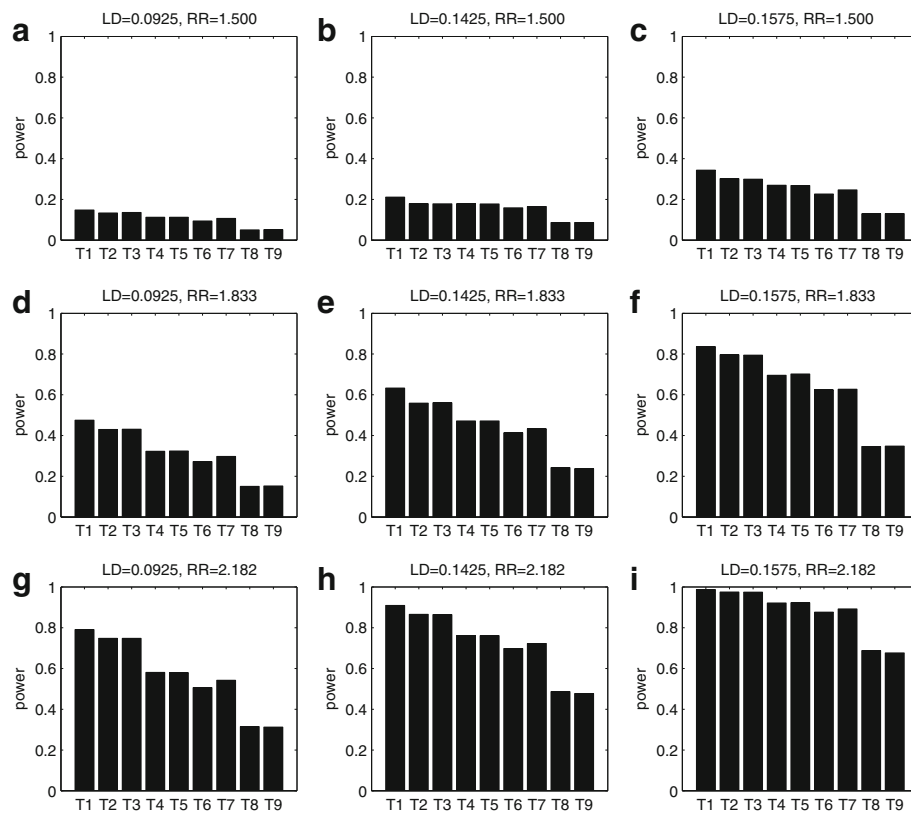 a
LD=0.0925, RR=1.500
1
0.8
0.6
0.4
0.2
0
power
T1 T2 T3 T4 T5 T6 T7 T8 T9
b
LD=0.1425, RR=1.500
1
0.8
0.6
0.4
0.2
0
power
T1 T2 T3 T4 T5 T6 T7 T8 T9
c
LD=0.1575, RR=1.500
1
0.8
0.6
0.4
0.2
0
power
T1 T2 T3 T4 T5 T6 T7 T8 T9
d
LD=0.0925, RR=1.833
1
0.8
0.6
0.4
0.2
0
power
T1 T2 T3 T4 T5 T6 T7 T8 T9
e
LD=0.1425, RR=1.833
1
0.8
0.6
0.4
0.2
0
power
T1 T2 T3 T4 T5 T6 T7 T8 T9
f
LD=0.1575, RR=1.833
1
0.8
0.6
0.4
0.2
0
power
T1 T2 T3 T4 T5 T6 T7 T8 T9
g
LD=0.0925, RR=2.182
1
0.8
0.6
0.4
0.2
0
power
T1 T2 T3 T4 T5 T6 T7 T8 T9
h
LD=0.1425, RR=2.182
1
0.8
0.6
0.4
0.2
0
power
T1 T2 T3 T4 T5 T6 T7 T8 T9
i
LD=0.1575, RR=2.182
1
0.8
0.6
0.4
0.2
0
power
T1 T2 T3 T4 T5 T6 T7 T8 T9